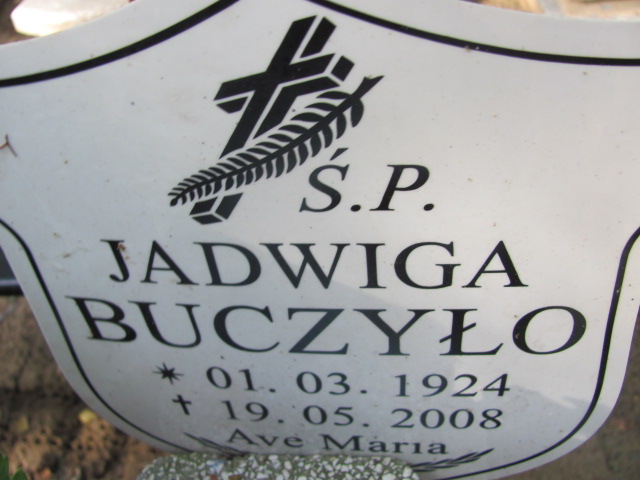 Ś.P.
JADWIGA
BUCZYŁO
* 01. 03. 1924
† 19. 05. 2008
Ave Maria